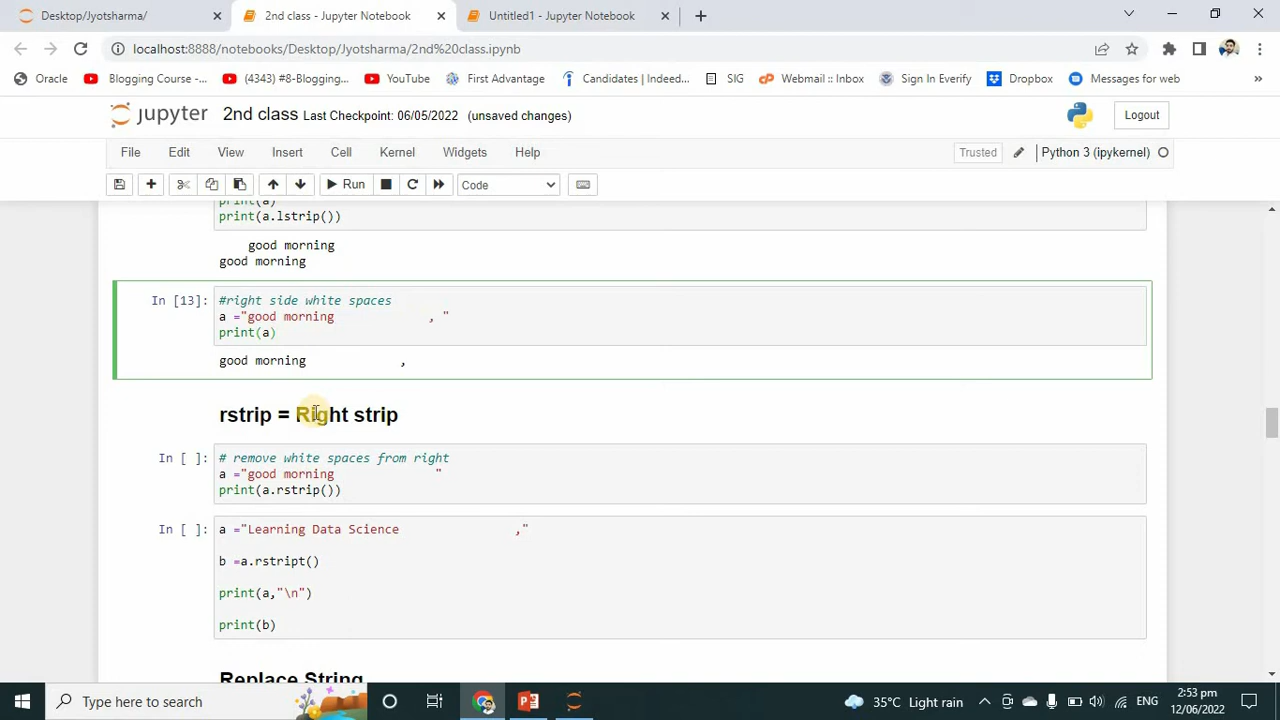 Desktop/Jyotsharma/
2nd class - Jupyter Notebook
Untitled1 - Jupyter Notebook
localhost:8888/notebooks/Desktop/Jyotsharma/2nd%20class.ipynb
Oracle
Blogging Course -...
(4343) #8-Blogging...
YouTube
First Advantage
Candidates | Indeed...
SIG
Webmail :: Inbox
Sign In Everify
Dropbox
Messages for web
»
jupyter
2nd class Last Checkpoint: 06/05/2022 (unsaved changes)
Logout
File Edit View Insert Cell Kernel Widgets Help
Trusted
Python 3 (ipykernel)
Run
Code
print(a)
print(a.lstrip())
    good morning
good morning
In [13]:
#right side white spaces
a ="good morning             , "
print(a)
good morning             ,
rstrip = Right strip
In [ ]:
# remove white spaces from right
a ="good morning              "
print(a.rstrip())
In [ ]:
a ="Learning Data Science                ,"
b =a.rstript()
print(a,"\n")
print(b)
Replace String
Type here to search
35°C Light rain
ENG
2:53 pm
12/06/2022